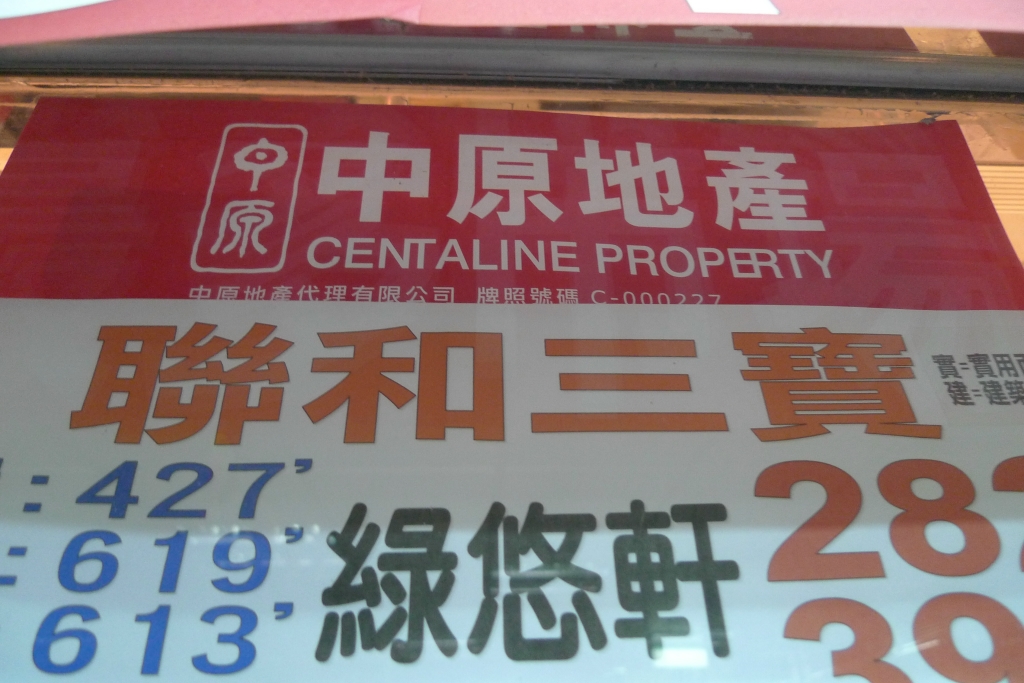 中原
中原地產
CENTALINE PROPERTY
中原地產代理有限公司 牌照號碼 C-000227
聯和三寶
實=實用
建=建築
: 427'
綠悠軒
282
: 619'
613'
39